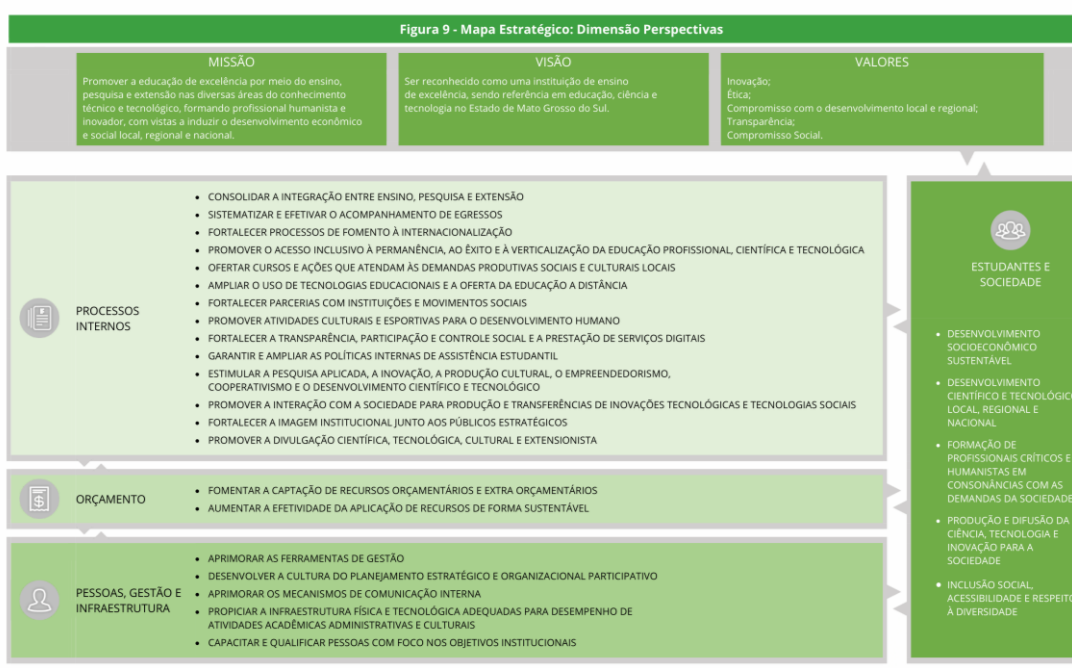 Figura 9 - Mapa Estratégico: Dimensão Perspectivas
MISSÃO
Promover a educação de excelência por meio do ensino,
pesquisa e extensão nas diversas áreas do conhecimento
técnico e tecnológico, formando profissional humanista e
inovador, com vistas a induzir o desenvolvimento econômico
e social local, regional e nacional.
VISÃO
Ser reconhecido como uma instituição de ensino
de excelência, sendo referência em educação, ciência e
tecnologia no Estado de Mato Grosso do Sul.
VALORES
Inovação;
Ética;
Compromisso com o desenvolvimento local e regional;
Transparência;
Compromisso Social.
PROCESSOS
INTERNOS
• CONSOLIDAR A INTEGRAÇÃO ENTRE ENSINO, PESQUISA E EXTENSÃO
• SISTEMATIZAR E EFETIVAR O ACOMPANHAMENTO DE EGRESSOS
• FORTALECER PROCESSOS DE FOMENTO À INTERNACIONALIZAÇÃO
• PROMOVER O ACESSO INCLUSIVO À PERMANÊNCIA, AO ÊXITO E À VERTICALIZAÇÃO DA EDUCAÇÃO PROFISSIONAL, CIENTÍFICA E TECNOLÓGICA
• OFERTAR CURSOS E AÇÕES QUE ATENDAM ÀS DEMANDAS PRODUTIVAS SOCIAIS E CULTURAIS LOCAIS
• AMPLIAR O USO DE TECNOLOGIAS EDUCACIONAIS E A OFERTA DA EDUCAÇÃO A DISTÂNCIA
• FORTALECER PARCERIAS COM INSTITUIÇÕES E MOVIMENTOS SOCIAIS
• PROMOVER ATIVIDADES CULTURAIS E ESPORTIVAS PARA O DESENVOLVIMENTO HUMANO
• FORTALECER A TRANSPARÊNCIA, PARTICIPAÇÃO E CONTROLE SOCIAL E A PRESTAÇÃO DE SERVIÇOS DIGITAIS
• GARANTIR E AMPLIAR AS POLÍTICAS INTERNAS DE ASSISTÊNCIA ESTUDANTIL
• ESTIMULAR A PESQUISA APLICADA, A INOVAÇÃO, A PRODUÇÃO CULTURAL, O EMPREENDEDORISMO,
COOPERATIVISMO E O DESENVOLVIMENTO CIENTÍFICO E TECNOLÓGICO
• PROMOVER A INTERAÇÃO COM A SOCIEDADE PARA PRODUÇÃO E TRANSFERÊNCIAS DE INOVAÇÕES TECNOLÓGICAS E TECNOLOGIAS SOCIAIS
• FORTALECER A IMAGEM INSTITUCIONAL JUNTO AOS PÚBLICOS ESTRATÉGICOS
• PROMOVER A DIVULGAÇÃO CIENTÍFICA, TECNOLÓGICA, CULTURAL E EXTENSIONISTA
ORÇAMENTO
• FOMENTAR A CAPTAÇÃO DE RECURSOS ORÇAMENTÁRIOS E EXTRA ORÇAMENTÁRIOS
• AUMENTAR A EFETIVIDADE DA APLICAÇÃO DE RECURSOS DE FORMA SUSTENTÁVEL
PESSOAS, GESTÃO E
INFRAESTRUTURA
• APRIMORAR AS FERRAMENTAS DE GESTÃO
• DESENVOLVER A CULTURA DO PLANEJAMENTO ESTRATÉGICO E ORGANIZACIONAL PARTICIPATIVO
• APRIMORAR OS MECANISMOS DE COMUNICAÇÃO INTERNA
• PROPICIAR A INFRAESTRUTURA FÍSICA E TECNOLÓGICA ADEQUADAS PARA DESEMPENHO DE
ATIVIDADES ACADÊMICAS ADMINISTRATIVAS E CULTURAIS
• CAPACITAR E QUALIFICAR PESSOAS COM FOCO NOS OBJETIVOS INSTITUCIONAIS
ESTUDANTES E
SOCIEDADE
• DESENVOLVIMENTO
SOCIOECONÔMICO
SUSTENTÁVEL
• DESENVOLVIMENTO
CIENTÍFICO E TECNOLÓGICO
LOCAL, REGIONAL E
NACIONAL
• FORMAÇÃO DE
PROFISSIONAIS CRÍTICOS E
HUMANISTAS EM
CONSONÂNCIAS COM AS
DEMANDAS DA SOCIEDADE
• PRODUÇÃO E DIFUSÃO DA
CIÊNCIA, TECNOLOGIA E
INOVAÇÃO PARA A
SOCIEDADE
• INCLUSÃO SOCIAL,
ACESSIBILIDADE E RESPEITO
À DIVERSIDADE